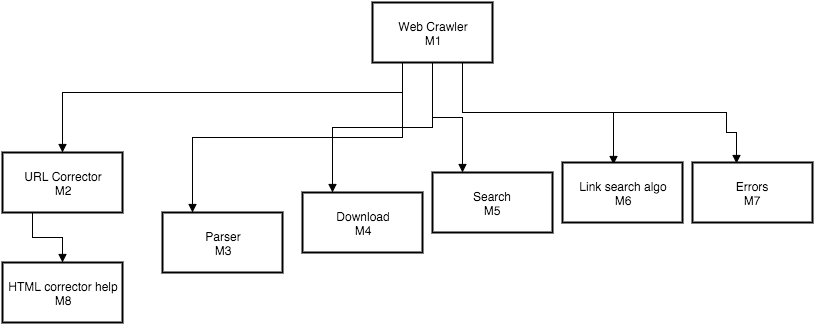 Web Crawler
M1
URL Corrector
M2
Parser
M3
Download
M4
Search
M5
Link search algo
M6
Errors
M7
HTML corrector help
M8